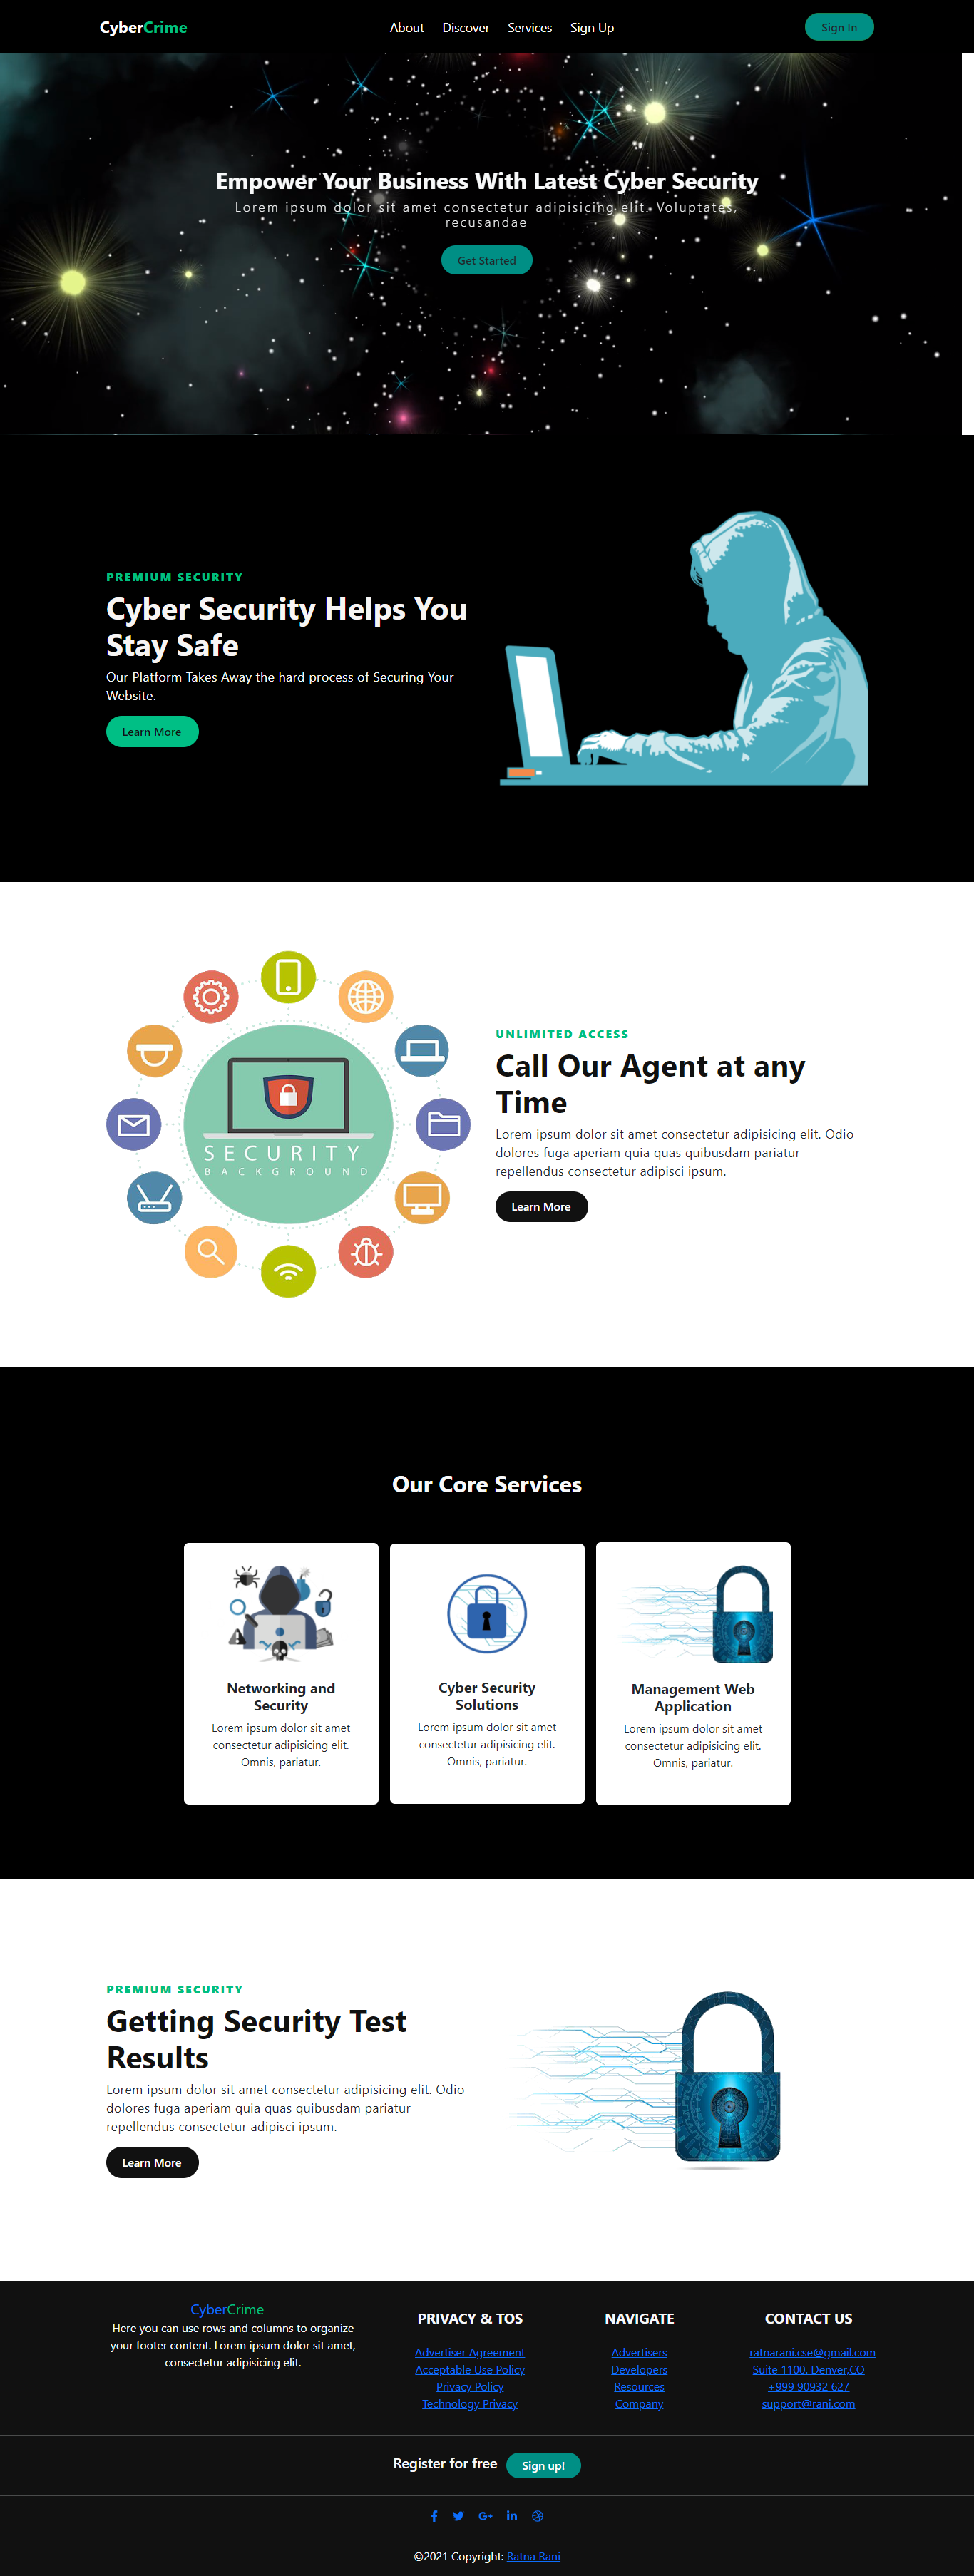 CyberCrime
About Discover Services Sign Up
Sign In
Empower Your Business With Latest Cyber Security
Lorem ipsum dolor sit amet consectetur adipisicing elit. Voluptates,
recusandae
Get Started
PREMIUM SECURITY
Cyber Security Helps You
Stay Safe
Our Platform Takes Away the hard process of Securing Your
Website.
Learn More
SECURITY
BACKGROUND
UNLIMITED ACCESS
Call Our Agent at any
Time
Lorem ipsum dolor sit amet consectetur adipisicing elit. Odio
dolores fuga aperiam quia quas quibusdam pariatur
repellendus consectetur adipisci ipsum.
Learn More
Our Core Services
Networking and
Security
Lorem ipsum dolor sit amet
consectetur adipisicing elit.
Omnis, pariatur.
Cyber Security
Solutions
Lorem ipsum dolor sit amet
consectetur adipisicing elit.
Omnis, pariatur.
Management Web
Application
Lorem ipsum dolor sit amet
consectetur adipisicing elit.
Omnis, pariatur.
PREMIUM SECURITY
Getting Security Test
Results
Lorem ipsum dolor sit amet consectetur adipisicing elit. Odio
dolores fuga aperiam quia quas quibusdam pariatur
repellendus consectetur adipisci ipsum.
Learn More
CyberCrime
Here you can use rows and columns to organize
your footer content. Lorem ipsum dolor sit amet,
consectetur adipisicing elit.
PRIVACY & TOS
Advertiser Agreement
Acceptable Use Policy
Privacy Policy
Technology Privacy
NAVIGATE
Advertisers
Developers
Resources
Company
CONTACT US
ratnarani.cse@gmail.com
Suite 1100, Denver,CO
+999 90932 627
support@rani.com
Register for free
Sign up!
©2021 Copyright: Ratna Rani